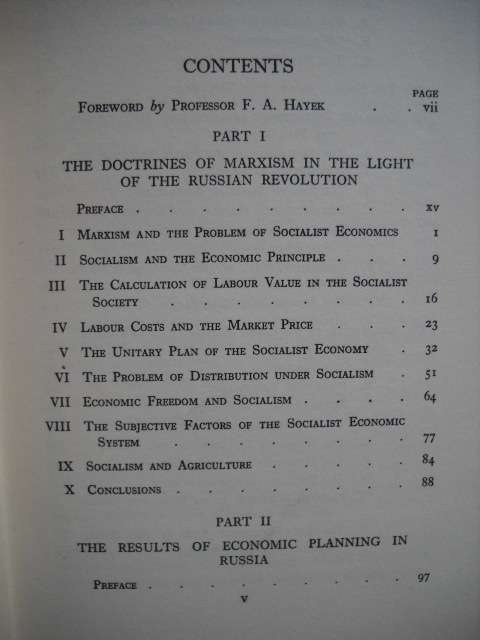 CONTENTS
PAGE
FOREWORD by PROFESSOR F. A. HAYEK . . vii
PART I
THE DOCTRINES OF MARXISM IN THE LIGHT
OF THE RUSSIAN REVOLUTION
PREFACE . . . . . . . . . xv
I MARXISM AND THE PROBLEM OF SOCIALIST ECONOMICS 1
II SOCIALISM AND THE ECONOMIC PRINCIPLE . . . 9
III THE CALCULATION OF LABOUR VALUE IN THE SOCIALIST
SOCIETY . . . . . . . 16
IV LABOUR COSTS AND THE MARKET PRICE . . . 23
V THE UNITARY PLAN OF THE SOCIALIST ECONOMY . 32
VI THE PROBLEM OF DISTRIBUTION UNDER SOCIALISM . 51
VII ECONOMIC FREEDOM AND SOCIALISM . . . . 64
VIII THE SUBJECTIVE FACTORS OF THE SOCIALIST ECONOMIC
SYSTEM . . . . . . . 77
IX SOCIALISM AND AGRICULTURE . . . . . 84
X CONCLUSIONS . . . . . . . . 88
PART II
THE RESULTS OF ECONOMIC PLANNING IN
RUSSIA
PREFACE . . . . . . . . 97
v